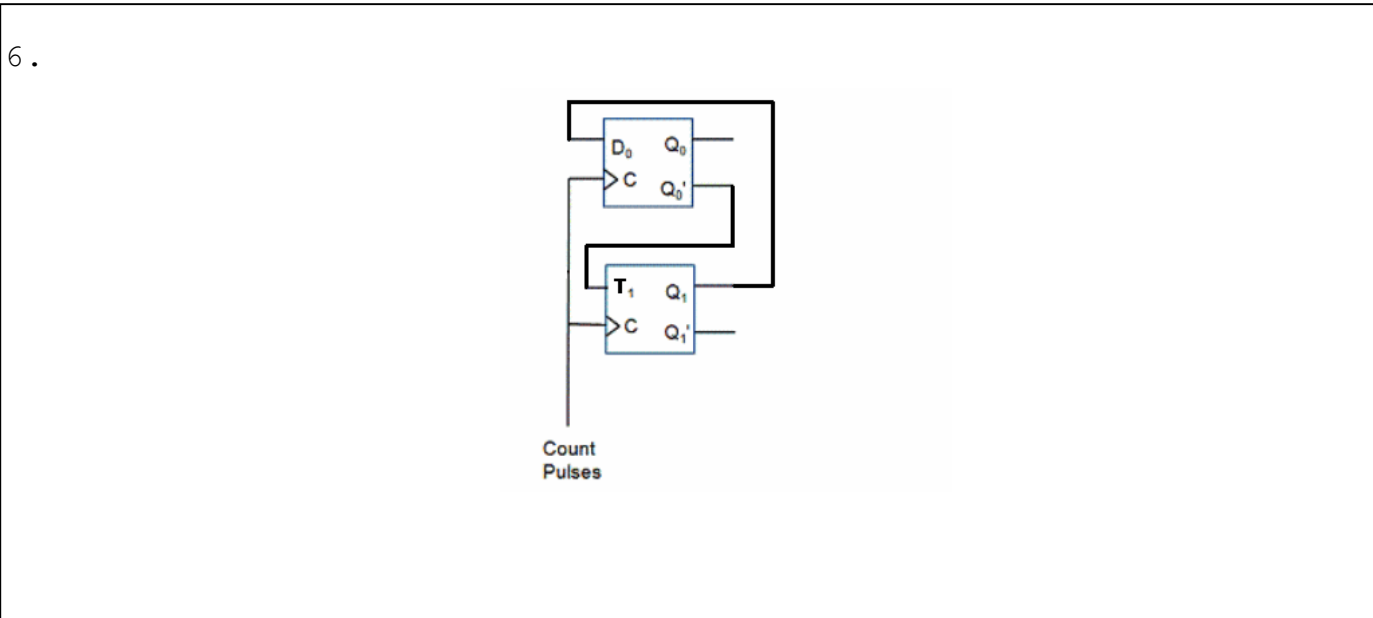 6.
D₀ Q₀
C Q₀'
T₁ Q₁
C Q₁'
Count
Pulses